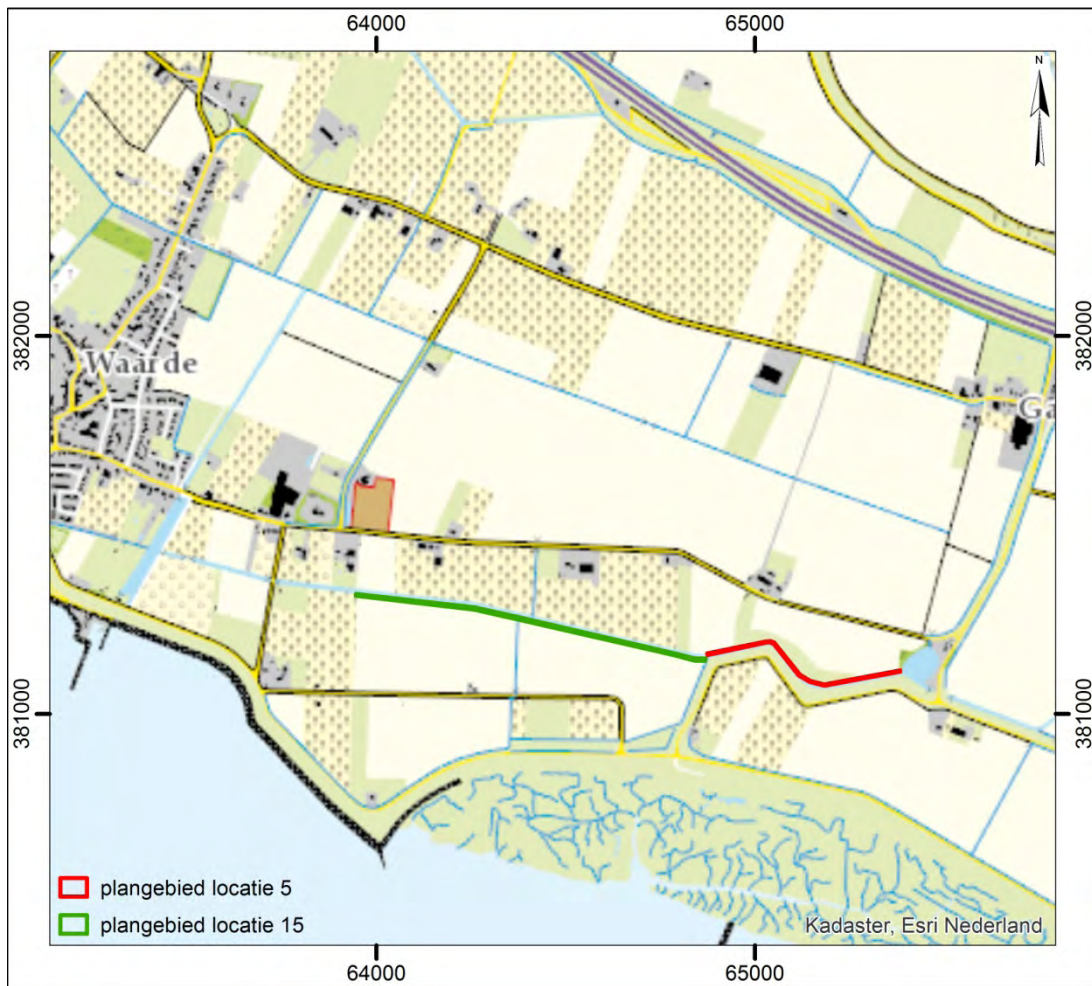 64000 65000
N
382000 382000
Waarde
Ga
381000 381000
plangebied locatie 5
plangebied locatie 15
Kadaster, Esri Nederland
64000 65000